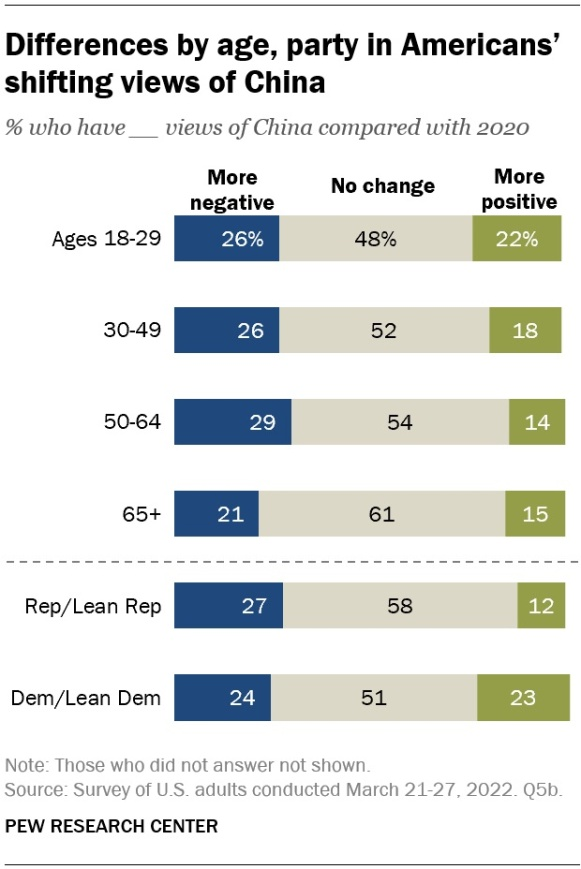 Differences by age, party in Americans’
shifting views of China
% who have __ views of China compared with 2020
More negative No change More positive
Ages 18-29 26% 48% 22%
30-49 26 52 18
50-64 29 54 14
65+ 21 61 15
Rep/Lean Rep 27 58 12
Dem/Lean Dem 24 51 23
Note: Those who did not answer not shown.
Source: Survey of U.S. adults conducted March 21-27, 2022. Q5b.
PEW RESEARCH CENTER